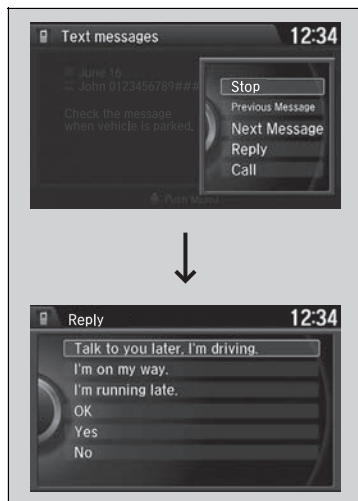 Text messages
12:34
June 16
John 0123456789###
Check the message
when vehicle is parked.
Stop
Previous Message
Next Message
Reply
Call
Push Menu
Reply
12:34
Talk to you later, I'm driving.
I'm on my way.
I'm running late.
OK
Yes
No